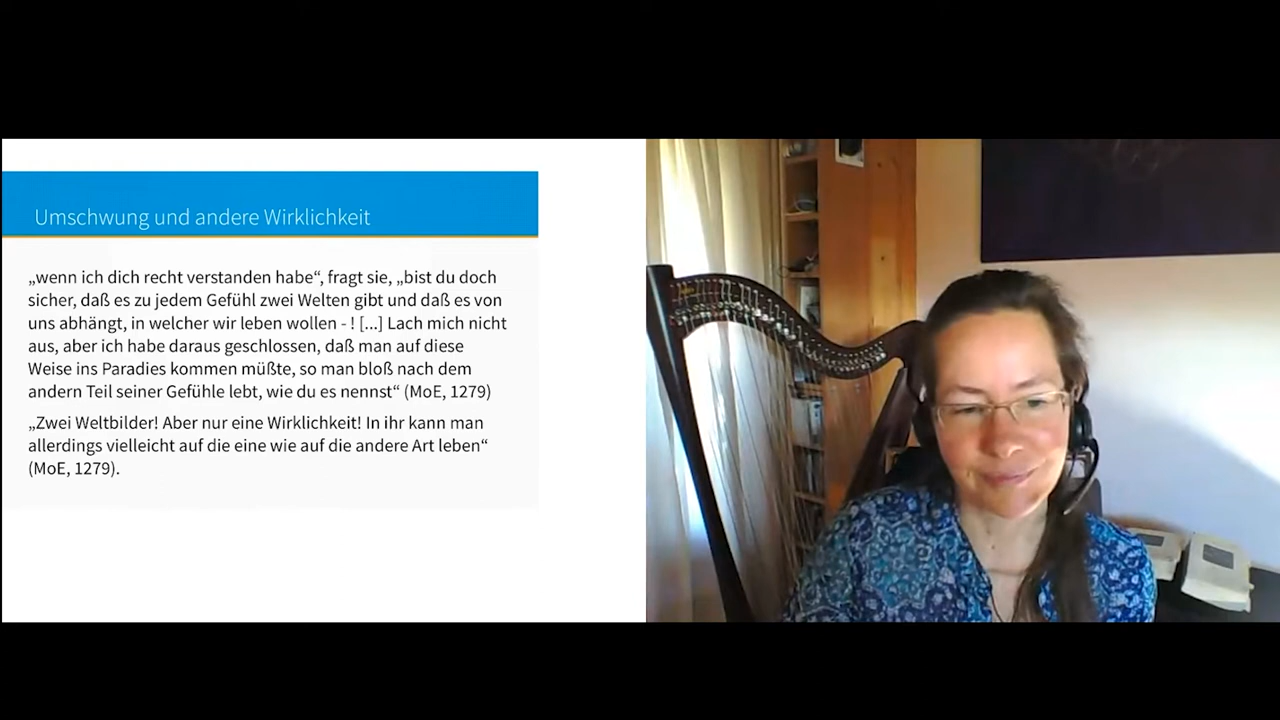 Umschwung und andere Wirklichkeit
„wenn ich dich recht verstanden habe“, fragt sie, „bist du doch
sicher, daß es zu jedem Gefühl zwei Welten gibt und daß es von
uns abhängt, in welcher wir leben wollen - ! [...] Lach mich nicht
aus, aber ich habe daraus geschlossen, daß man auf diese
Weise ins Paradies kommen müßte, so man bloß nach dem
andern Teil seiner Gefühle lebt, wie du es nennst“ (MoE, 1279)
„Zwei Weltbilder! Aber nur eine Wirklichkeit! In ihr kann man
allerdings vielleicht auf die eine wie auf die andere Art leben“
(MoE, 1279).